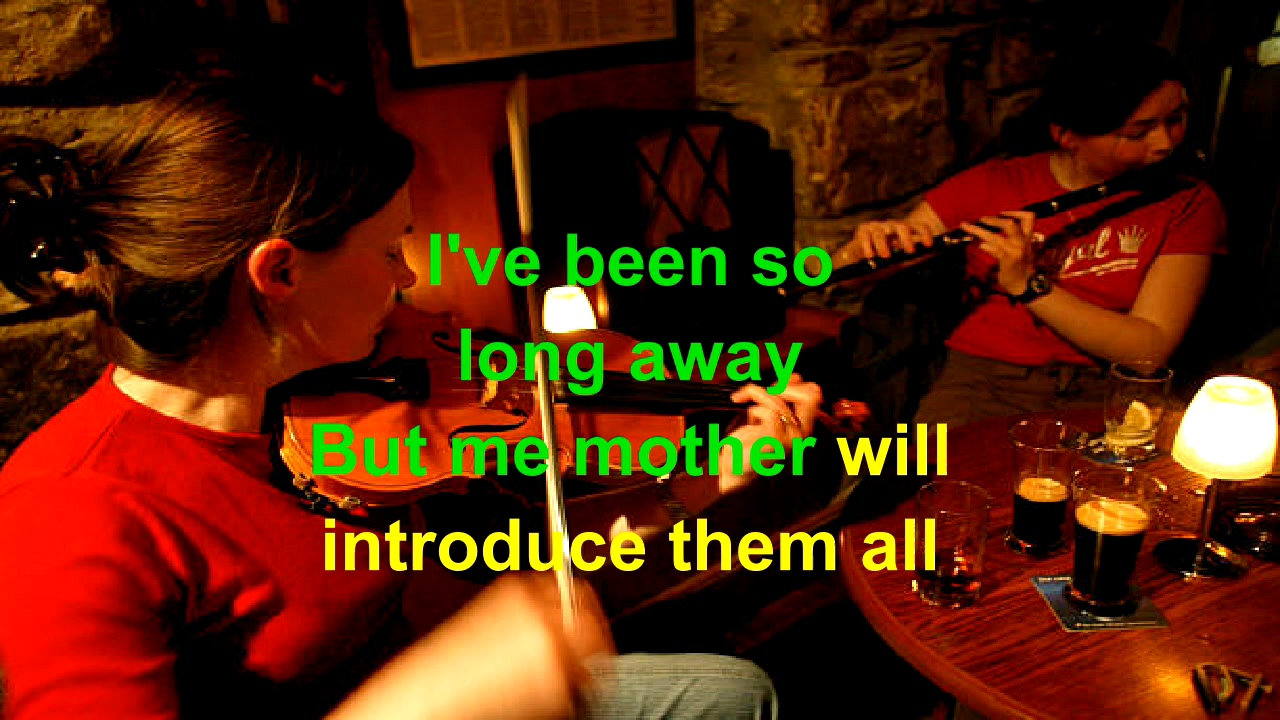 I've been so
long away
But me mother will
introduce them all